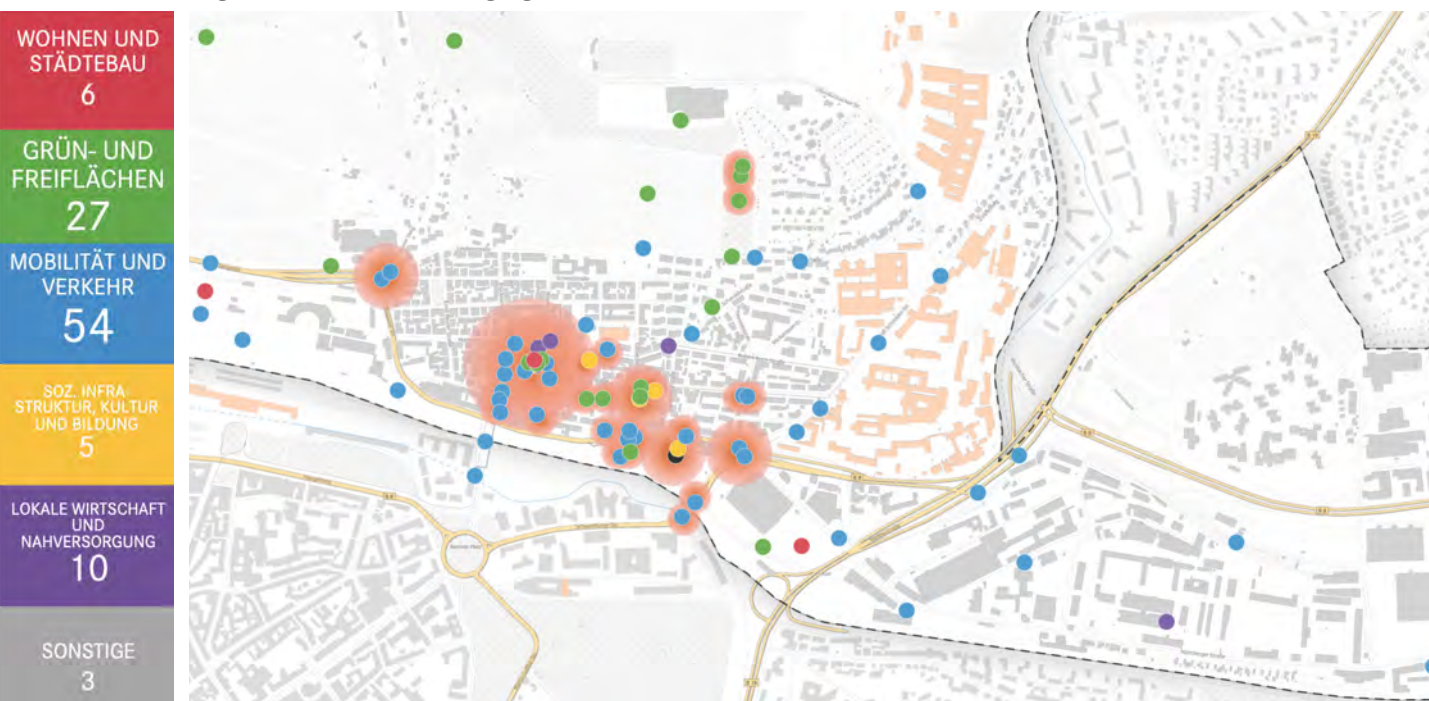 WOHNEN UND
STÄDTEBAU
6
GRÜN- UND
FREIFLÄCHEN
27
MOBILITÄT UND
VERKEHR
54
SOZ. INFRA
STRUKTUR, KULTUR
UND BILDUNG
5
LOKALE WIRTSCHAFT
UND
NAHVERSORGUNG
10
SONSTIGE
3